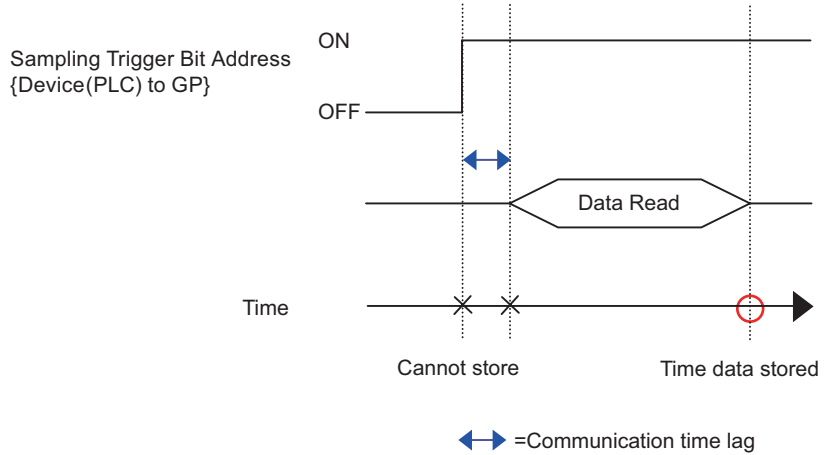 ON
Sampling Trigger Bit Address
{Device(PLC) to GP}
OFF
Data Read
Time
Cannot store
Time data stored
=Communication time lag